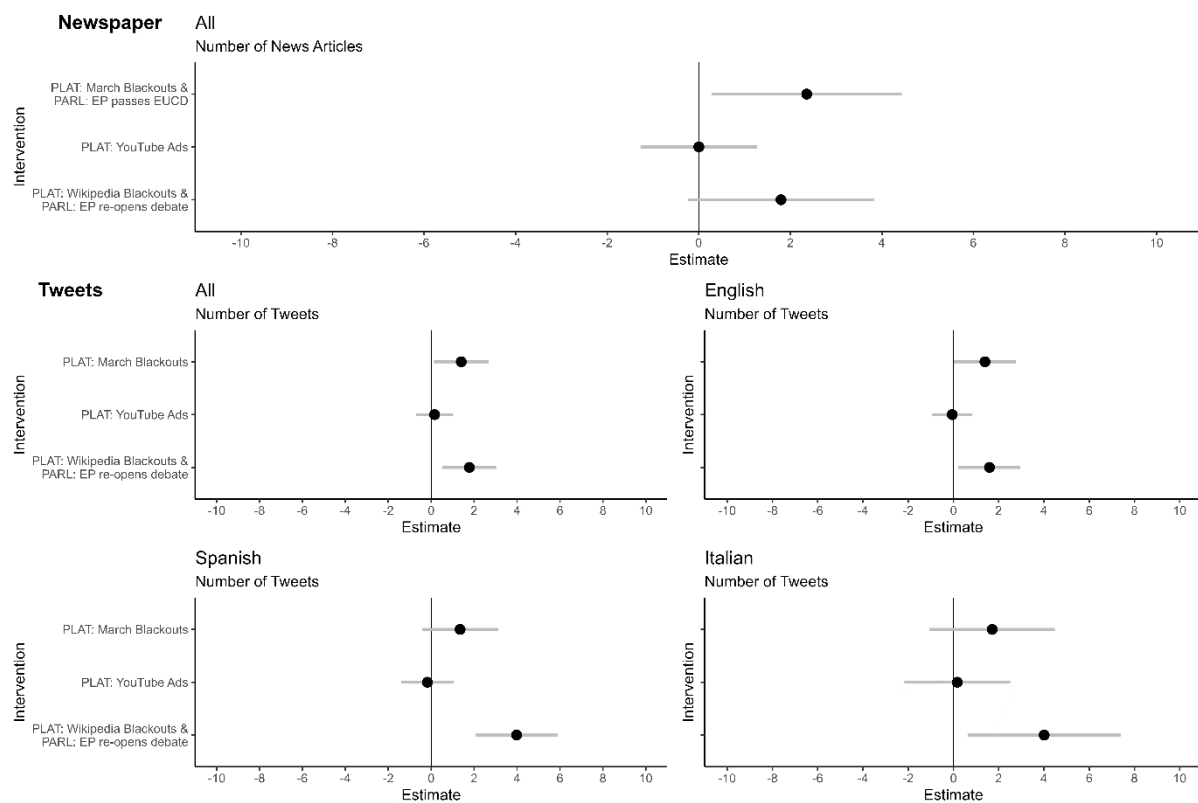 Newspaper
All
Number of News Articles
Intervention
PLAT: March Blackouts &
PARL: EP passes EUCD
PLAT: YouTube Ads
PLAT: Wikipedia Blackouts &
PARL: EP re-opens debate
-10 -8 -6 -4 -2 0 2 4 6 8 10
Estimate
Tweets
All
Number of Tweets
Intervention
PLAT: March Blackouts
PLAT: YouTube Ads
PLAT: Wikipedia Blackouts &
PARL: EP re-opens debate
-10 -8 -6 -4 -2 0 2 4 6 8 10
Estimate
English
Number of Tweets
Intervention
-10 -8 -6 -4 -2 0 2 4 6 8 10
Estimate
Spanish
Number of Tweets
Intervention
PLAT: March Blackouts
PLAT: YouTube Ads
PLAT: Wikipedia Blackouts &
PARL: EP re-opens debate
-10 -8 -6 -4 -2 0 2 4 6 8 10
Estimate
Italian
Number of Tweets
Intervention
-10 -8 -6 -4 -2 0 2 4 6 8 10
Estimate